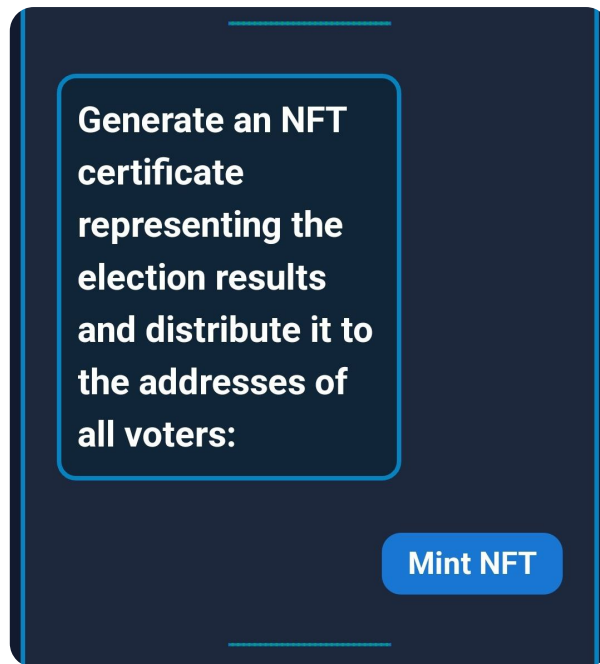 Generate an NFT
certificate
representing the
election results
and distribute it to
the addresses of
all voters:
Mint NFT